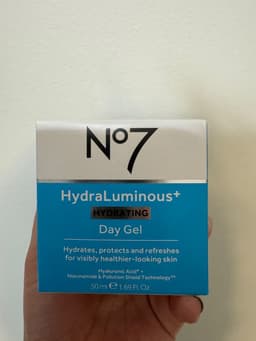 No7
HydraLuminous+
HYDRATING
Day Gel
Hydrates, protects and refreshes
for visibly healthier-looking skin
Hyaluronic Acid* +
Niacinamide & Pollution Shield Technology**
50 ml ℮ 1.69 Fl. Oz.